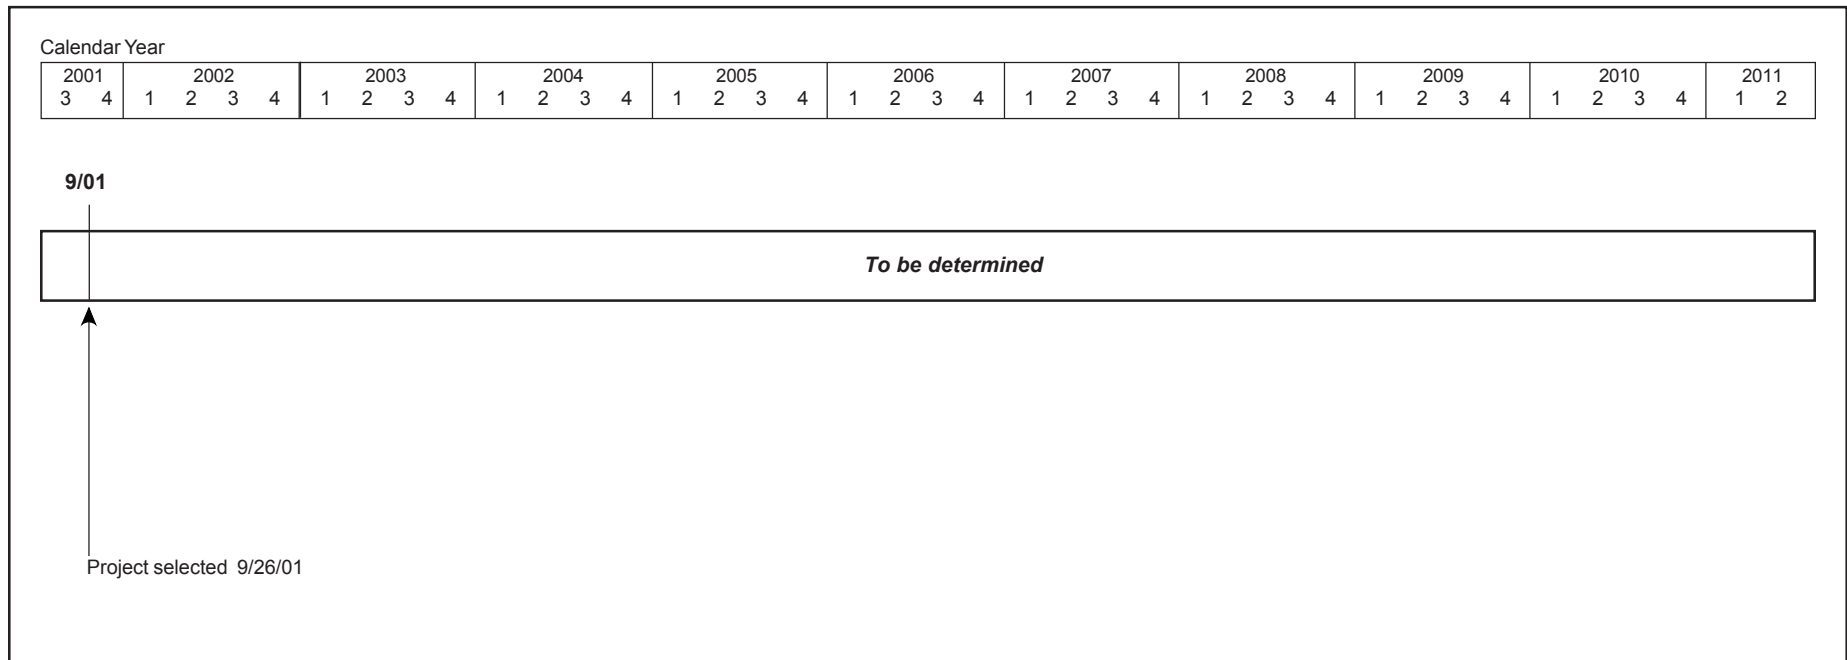 Calendar Year
2001 2002 2003 2004 2005 2006 2007 2008 2009 2010 2011
3 4 1 2 3 4 1 2 3 4 1 2 3 4 1 2 3 4 1 2 3 4 1 2 3 4 1 2 3 4 1 2 3 4 1 2 3 4 1 2
9/01
To be determined
Project selected 9/26/01